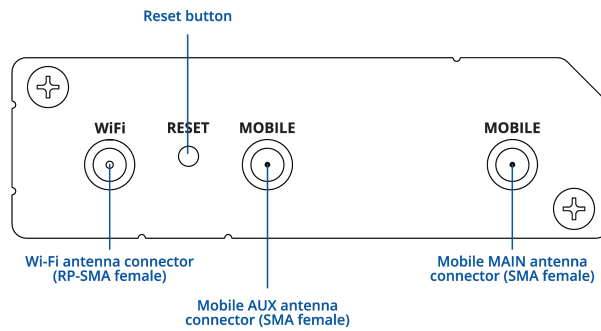 Reset button
WiFi
RESET
MOBILE
MOBILE
Wi-Fi antenna connector
(RP-SMA female)
Mobile MAIN antenna
connector (SMA female)
Mobile AUX antenna
connector (SMA female)